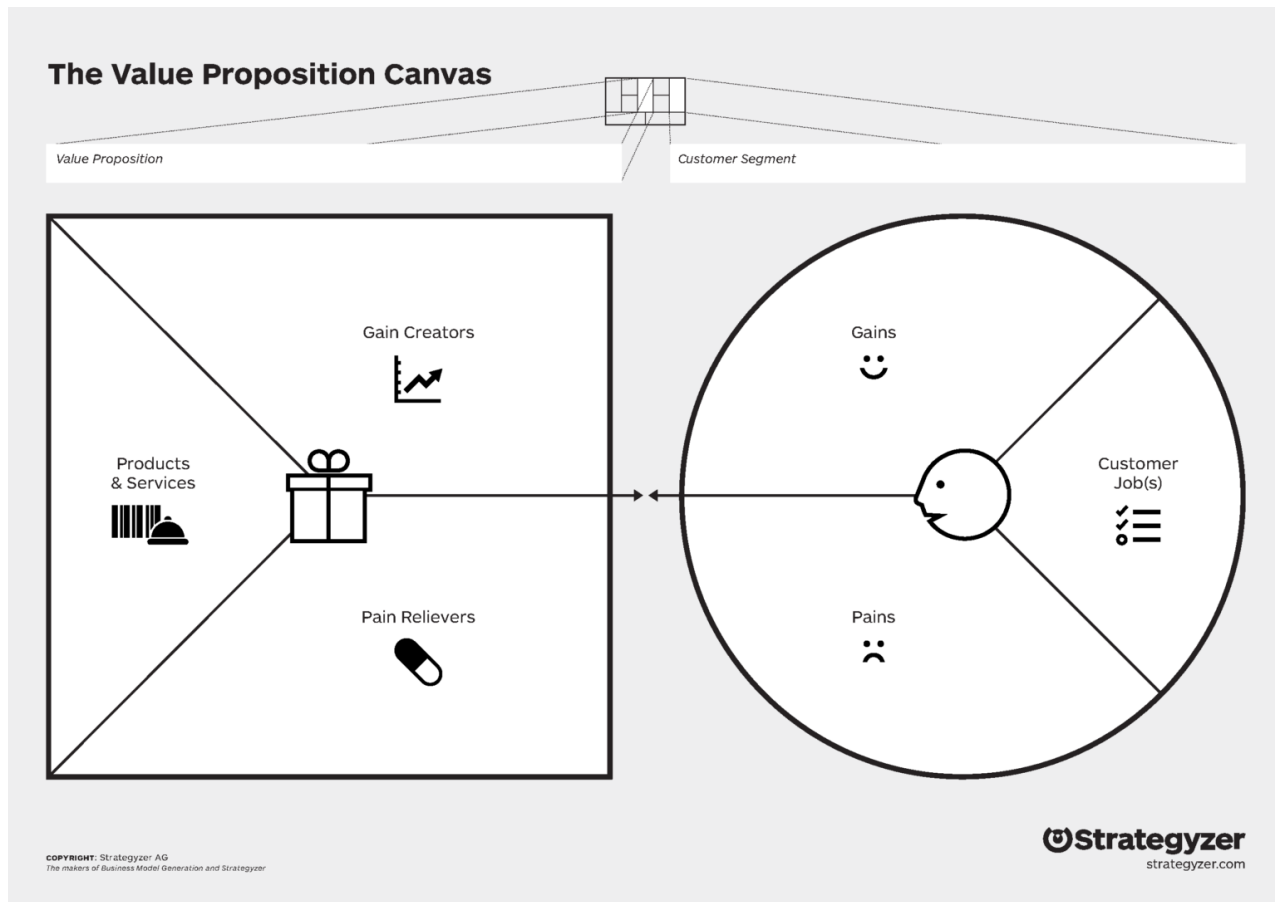 The Value Proposition Canvas
Value Proposition
Customer Segment
Gain Creators
Gains
Products
& Services
Customer
Job(s)
Pain Relievers
Pains
COPYRIGHT: Strategyzer AG
The makers of Business Model Generation and Strategyzer
Strategyzer
strategyzer.com